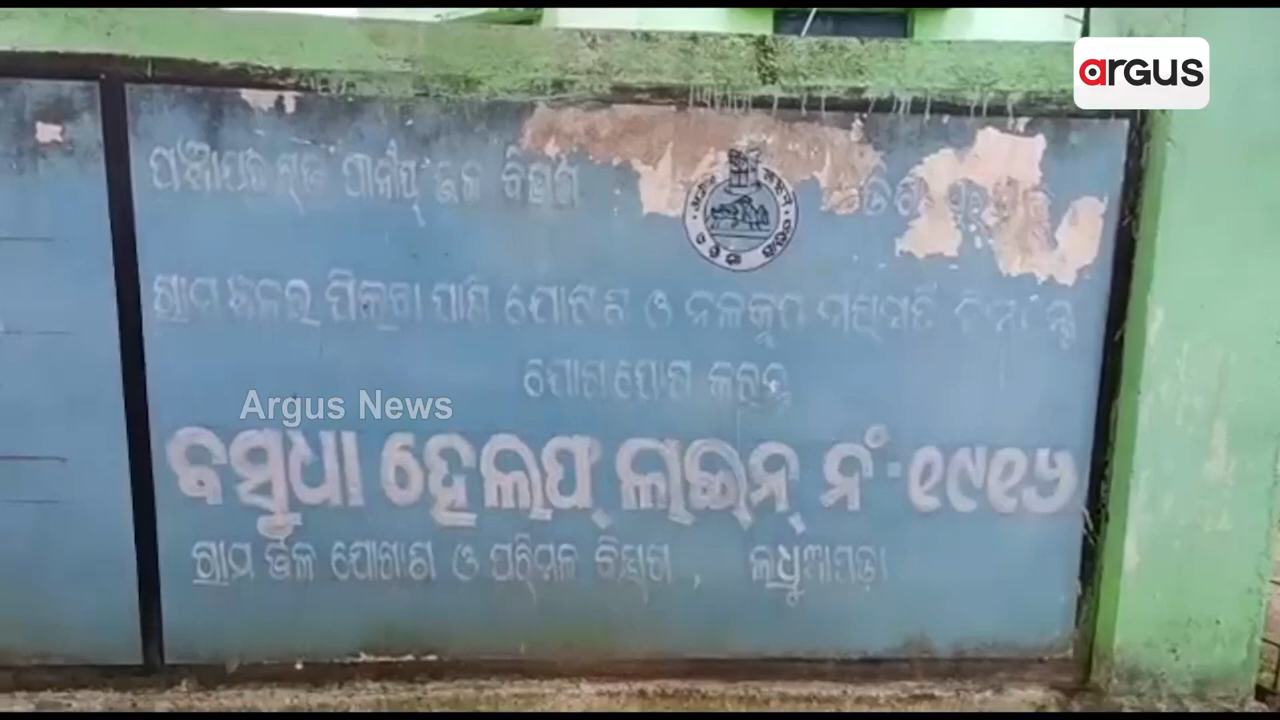 argus
ପଞ୍ଚାୟତିରାଜ ଓ ପାନୀୟ ଜଳ ବିଭାଗ
ଓଡ଼ିଶା ସରକାର
ଗ୍ରାମାଞ୍ଚଳର ପିଇବା ପାଣି ଯୋଗାଣ ଓ ନଳକୂପ ମରାମତି ନିମନ୍ତେ
ଯୋଗାଯୋଗ କରନ୍ତୁ
Argus News
ବସୁଧା ହେଲପ୍ ଲାଇନ୍ ନଂ - ୧୯୧୬
ଗ୍ରାମ ଜଳ ଯୋଗାଣ ଓ ପରିମଳ ବିଭାଗ,